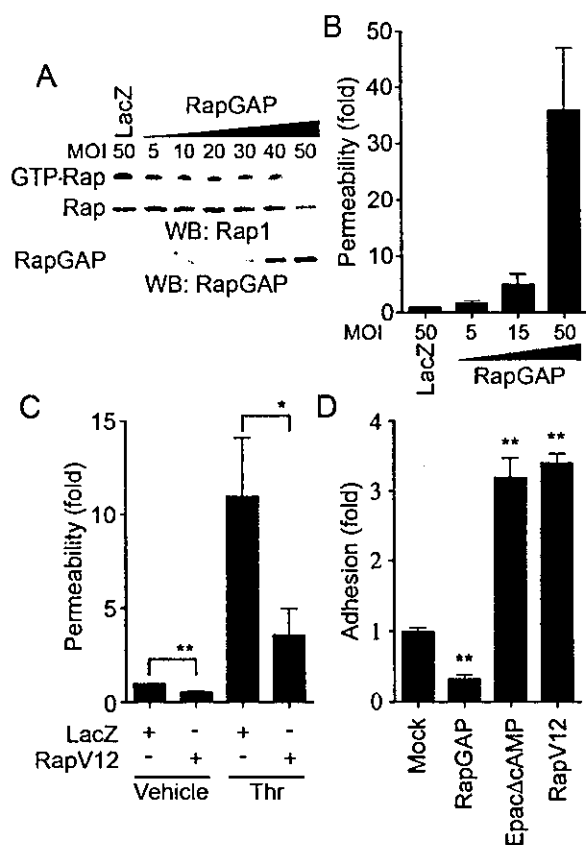 A
LacZ
RapGAP
MOI 50 5 10 20 30 40 50
GTP-Rap
Rap
WB: Rap1
RapGAP
WB: RapGAP
B
Permeability (fold)
50
40
30
20
10
0
MOI 50 5 15 50
LacZ
RapGAP
C
Permeability (fold)
15
10
5
0
**
*
LacZ + - + -
RapV12 - + - +
Vehicle Thr
D
Adhesion (fold)
4
3
2
1
0
** ** **
Mock
RapGAP
EpacΔcAMP
RapV12